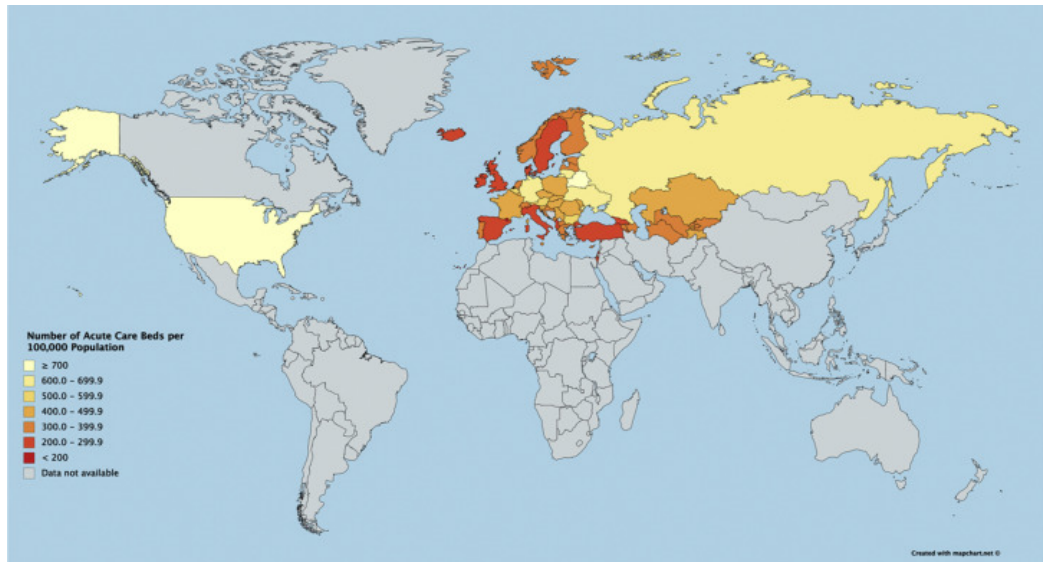 Number of Acute Care Beds per
100,000 Population
≥ 700
600.0 - 699.9
500.0 - 599.9
400.0 - 499.9
300.0 - 399.9
200.0 - 299.9
< 200
Data not available
Created with mapchart.net ©